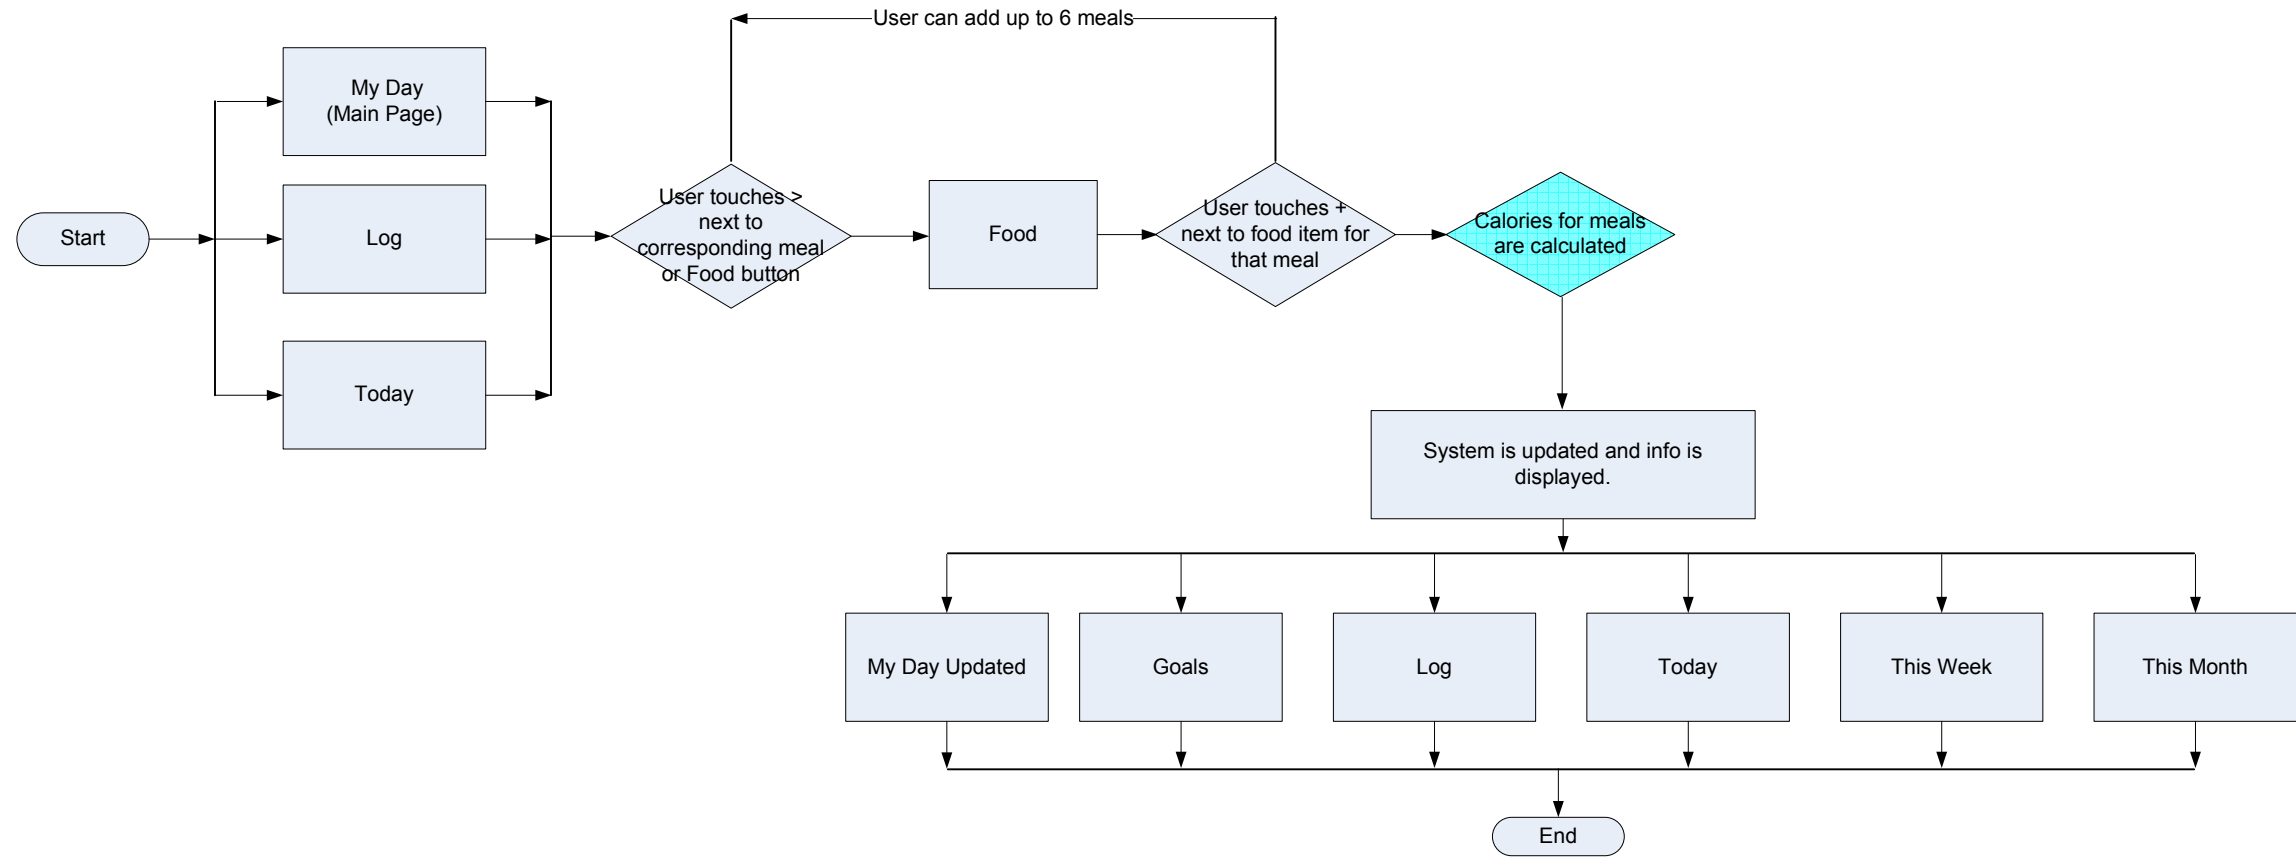 User can add up to 6 meals
My Day
(Main Page)
Start
Log
Today
User touches >
next to
corresponding meal
or Food button
Food
User touches +
next to food item for
that meal
Calories for meals
are calculated
System is updated and info is
displayed.
My Day Updated
Goals
Log
Today
This Week
This Month
End